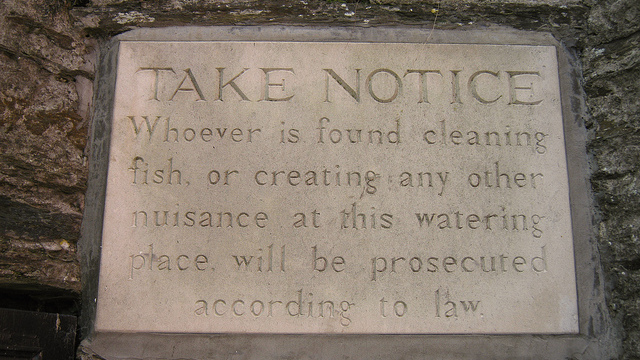 TAKE NOTICE
Whoever is found cleaning
fish, or creating any other
nuisance at this watering
place, will be prosecuted
according to law.